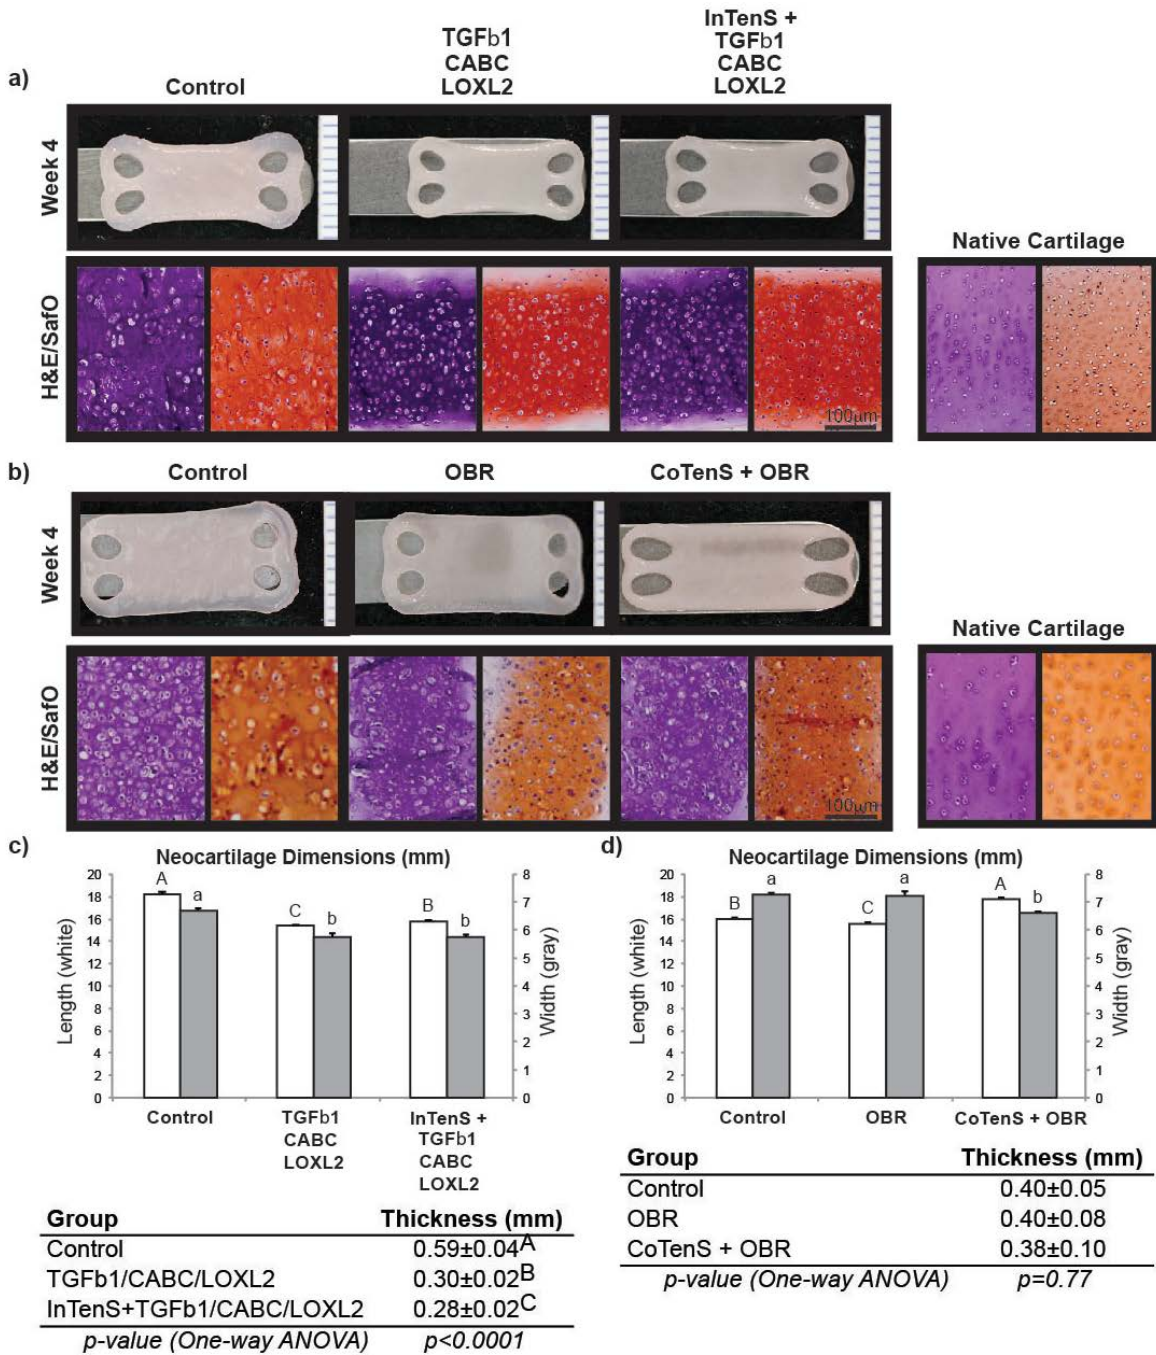 a)
Control
TGFb1
CABC
LOXL2
InTenS +
TGFb1
CABC
LOXL2
Week 4
H&E/SafO
100µm
Native Cartilage
b)
Control
OBR
CoTenS + OBR
Week 4
H&E/SafO
100µm
Native Cartilage
c)
Neocartilage Dimensions (mm)
Length (white)
20
18
16
14
12
10
8
6
4
2
0
A
a
C
b
B
b
8
7
6
5
4
3
2
1
0
Width (gray)
Control
TGFb1
CABC
LOXL2
InTenS +
TGFb1
CABC
LOXL2
Group Thickness (mm)
Control 0.59±0.04A
TGFb1/CABC/LOXL2 0.30±0.02B
InTenS+TGFb1/CABC/LOXL2 0.28±0.02C
p-value (One-way ANOVA) p<0.0001
d)
Neocartilage Dimensions (mm)
Length (white)
20
18
16
14
12
10
8
6
4
2
0
B
a
C
a
A
b
8
7
6
5
4
3
2
1
0
Width (gray)
Control
OBR
CoTenS + OBR
Group Thickness (mm)
Control 0.40±0.05
OBR 0.40±0.08
CoTenS + OBR 0.38±0.10
p-value (One-way ANOVA) p=0.77